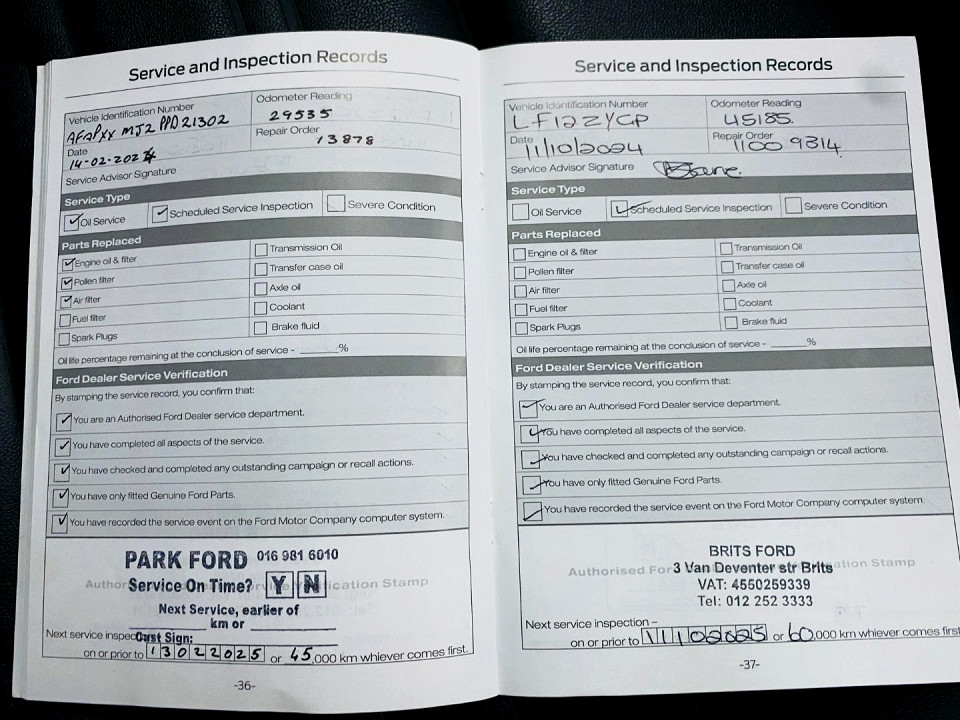 Service and Inspection Records
Vehicle Identification Number
AFAPXX MJ2 PPD21302
Odometer Reading
29535
Date
14-02-2024
Repair Order
13878
Service Advisor Signature
Service Type
Oil Service
Scheduled Service Inspection
Severe Condition
Parts Replaced
Engine oil & filter
Transmission Oil
Pollen filter
Transfer case oil
Air filter
Axle oil
Fuel filter
Coolant
Spark Plugs
Brake fluid
Oil life percentage remaining at the conclusion of service - ______%
Ford Dealer Service Verification
By stamping the service record, you confirm that:
You are an Authorised Ford Dealer service department.
You have completed all aspects of the service.
You have checked and completed any outstanding campaign or recall actions.
You have only fitted Genuine Ford Parts.
You have recorded the service event on the Ford Motor Company computer system.
PARK FORD 016 981 6010
Service On Time? Y N
Next Service, earlier of
km or
Cust Sign:
on or prior to 13022025 or 45,000 km whiever comes first.
-36-
Service and Inspection Records
Vehicle Identification Number
LF12ZYGP
Odometer Reading
45185.
Date
11/10/2024
Repair Order
1100 9314
Service Advisor Signature
Service Type
Oil Service
Scheduled Service Inspection
Severe Condition
Parts Replaced
Engine oil & filter
Transmission Oil
Pollen filter
Transfer case oil
Air filter
Axle oil
Fuel filter
Coolant
Spark Plugs
Brake fluid
Oil life percentage remaining at the conclusion of service - ______%
Ford Dealer Service Verification
By stamping the service record, you confirm that:
You are an Authorised Ford Dealer service department.
You have completed all aspects of the service.
You have checked and completed any outstanding campaign or recall actions.
You have only fitted Genuine Ford Parts.
You have recorded the service event on the Ford Motor Company computer system.
BRITS FORD
3 Van Deventer str Brits
VAT: 4550259339
Tel: 012 252 3333
Next service inspection –
on or prior to 11102025 or 60,000 km whiever comes first
-37-